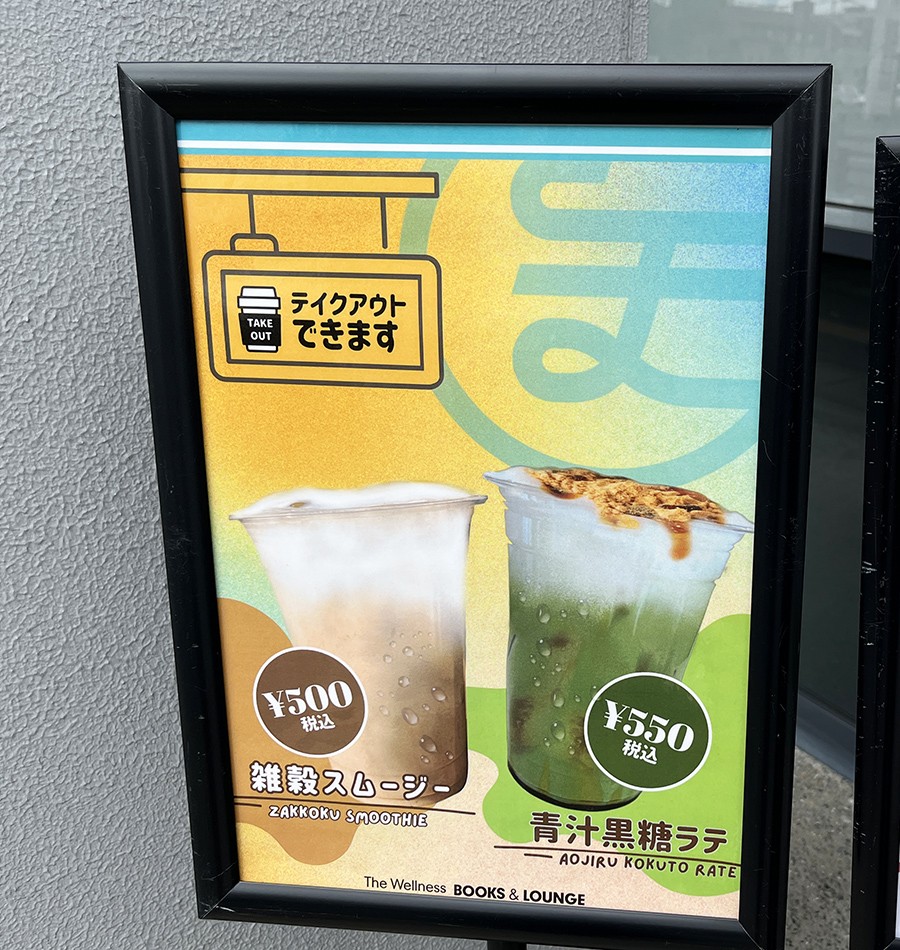 TAKE
OUT
テイクアウト
できます
ま
¥500
税込
雑穀スムージー
ZAKKOKU SMOOTHIE
¥550
税込
青汁黒糖ラテ
AOJIRU KOKUTO RATE
The Wellness BOOKS & LOUNGE